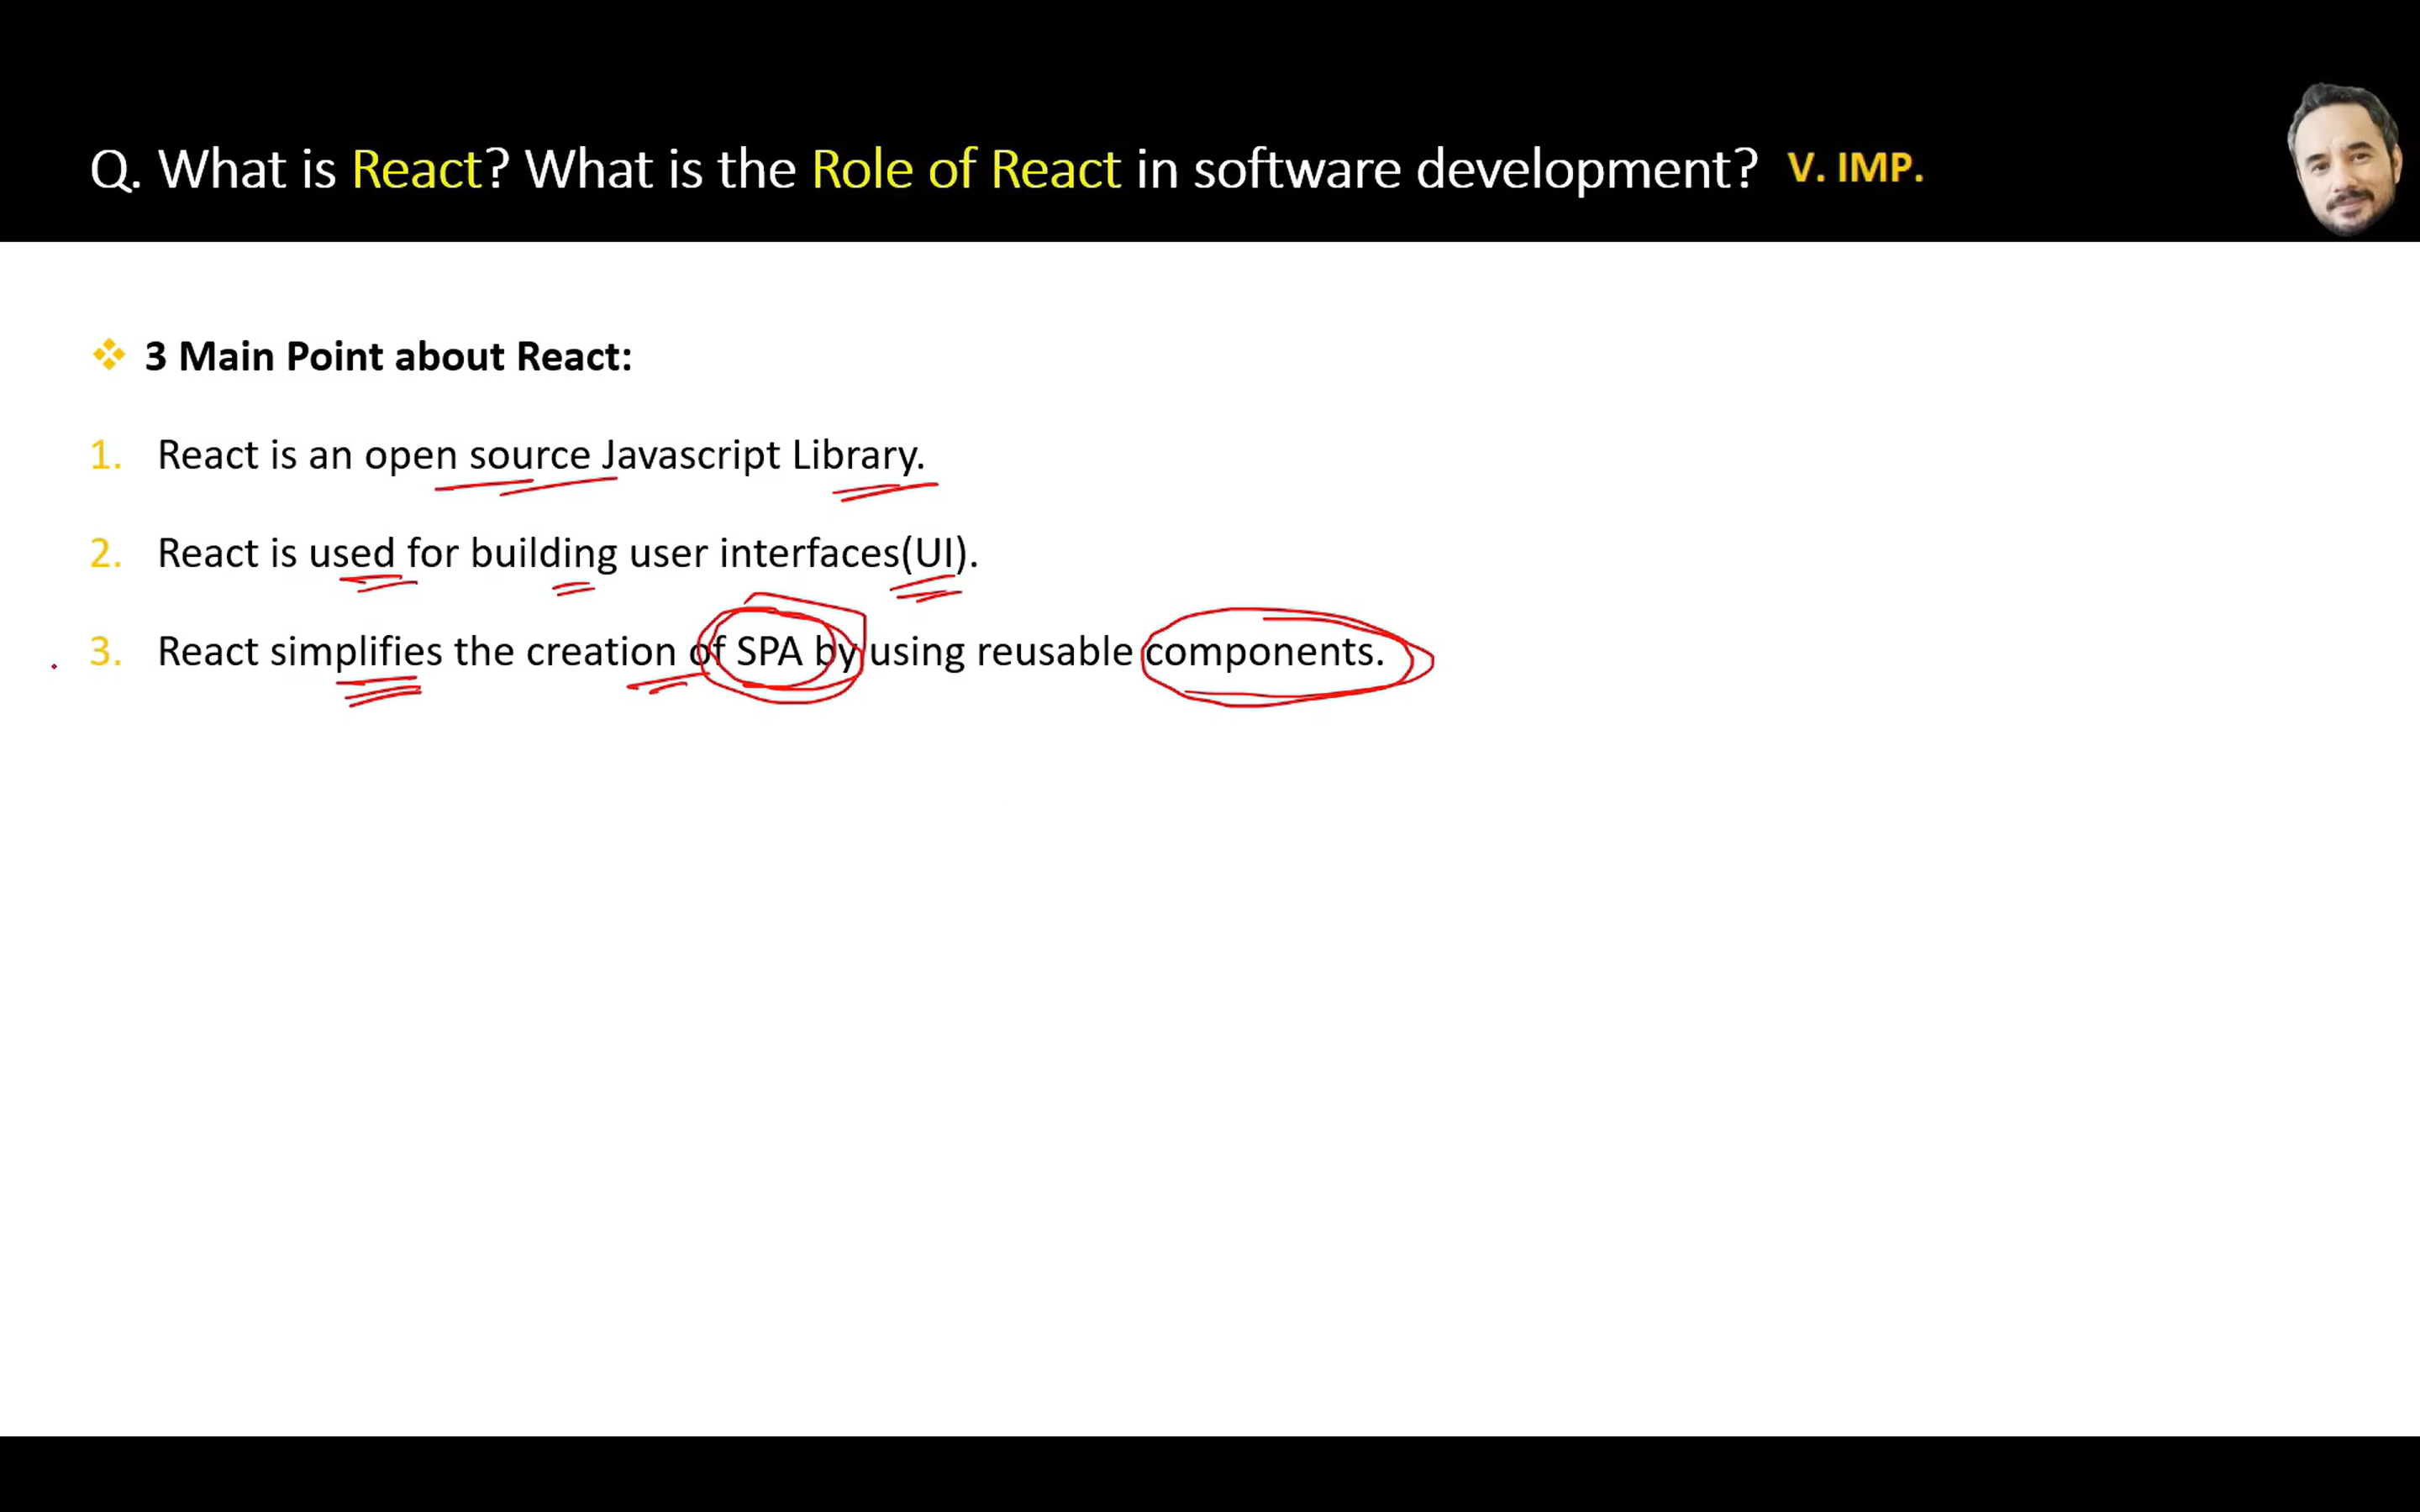 Q. What is React? What is the Role of React in software development? V. IMP.
3 Main Point about React:
1. React is an open source Javascript Library.
2. React is used for building user interfaces(UI).
3. React simplifies the creation of SPA by using reusable components.